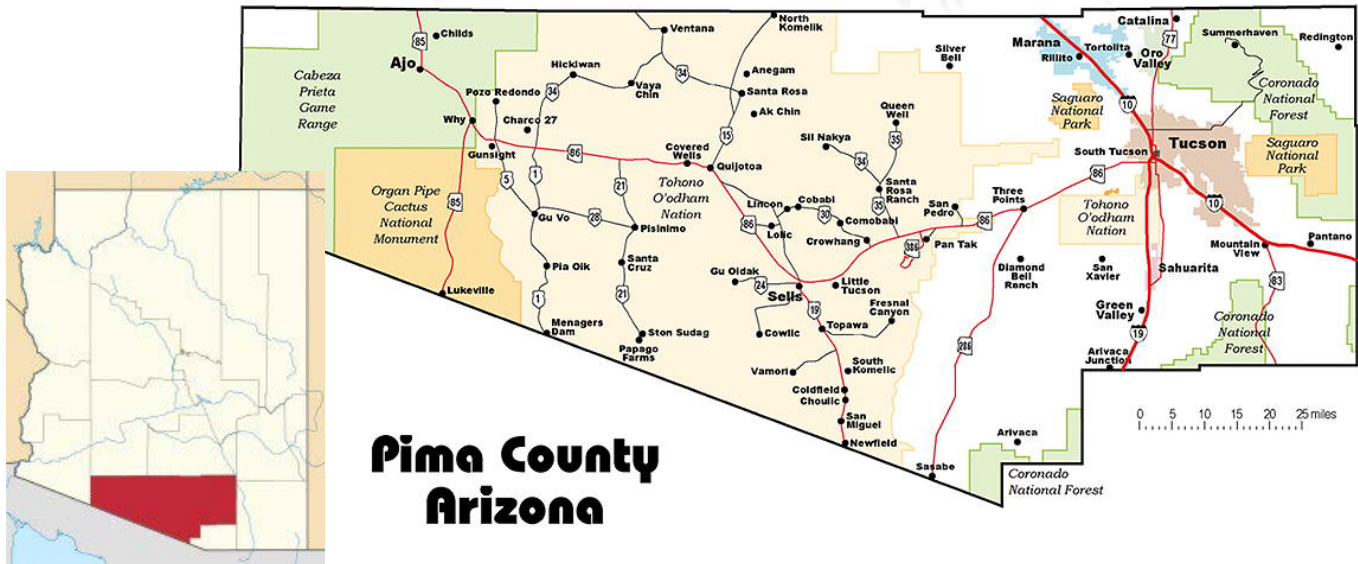 North
Komelik
Ventana
Catalina
85
Childs
Marana
Tortolita
Oro
Valley
77
Summerhaven
Redington
Ajo
Silver
Bell
Rillito
Hickiwan
34
Anegam
Cabeza
Prieta
Game
Range
Pozo Redondo
34
Vaya
Chin
Santa Rosa
Coronado
National
Forest
Saguaro
National
Park
10
Queen
Well
Ak Chin
Why
Charco 27
15
35
Sil Nakya
Tucson
Gunsight
86
Covered
Wells
Quijotoa
34
South Tucson
Saguaro
National
Park
86
Organ Pipe
Cactus
National
Monument
5
1
21
Tohono
O'odham
Nation
Santa
Rosa
Ranch
35
Three
Points
Tohono
O'odham
Nation
10
85
Gu Vo
28
Lincon
Cobabi
30
San
Pedro
86
Pisinimo
86
Lolic
Comobabi
Crowhang
386
Pan Tak
Mountain
View
Pantano
Pia Oik
Santa
Cruz
Gu Oidak
Diamond
Bell
Ranch
San
Xavier
Sahuarita
83
Lukeville
1
21
24
Sells
Little
Tucson
Fresnal
Canyon
Green
Valley
19
Menagers
Dam
Ston Sudag
Papago
Farms
Cowlic
19
Topawa
286
Arivaca
Junction
Coronado
National
Forest
Vamori
South
Komelic
Coldfield
Choulic
San
Miguel
Newfield
0 5 10 15 20 25 miles
Arivaca
Sasabe
Coronado
National Forest
Pima County
Arizona